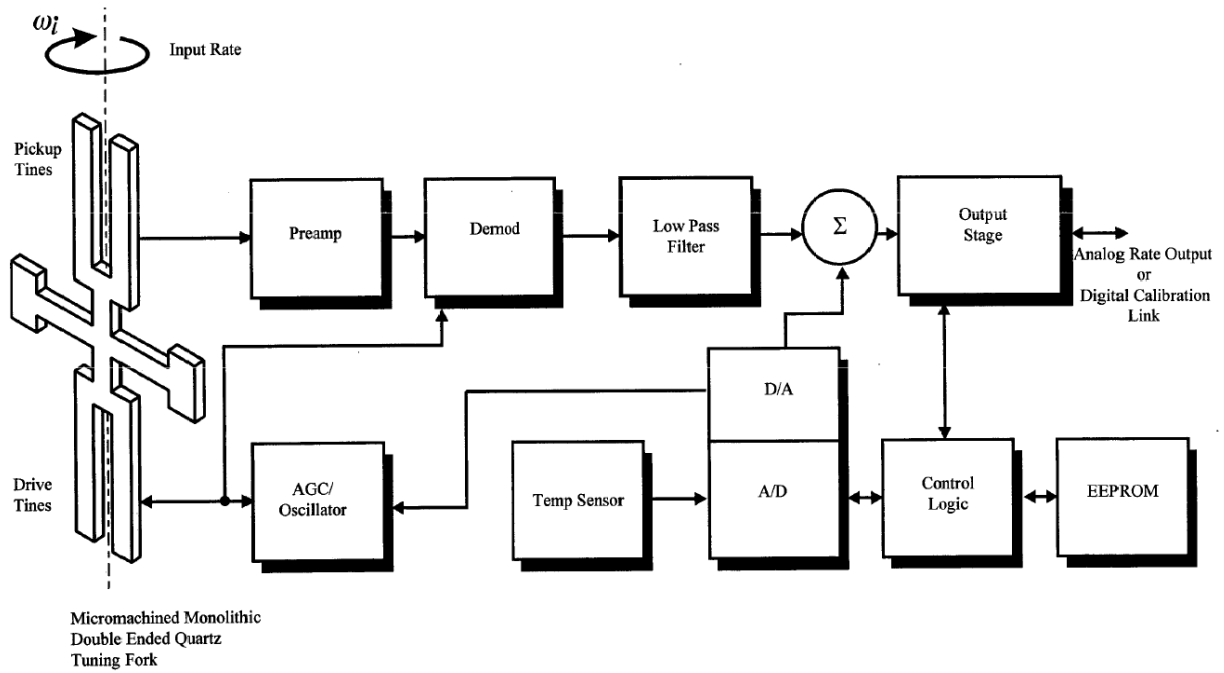 ωi
Input Rate
Pickup
Tines
Preamp
Demod
Low Pass
Filter
Σ
Output
Stage
Analog Rate Output
or
Digital Calibration
Link
D/A
Drive
Tines
AGC/
Oscillator
Temp Sensor
A/D
Control
Logic
EEPROM
Micromachined Monolithic
Double Ended Quartz
Tuning Fork